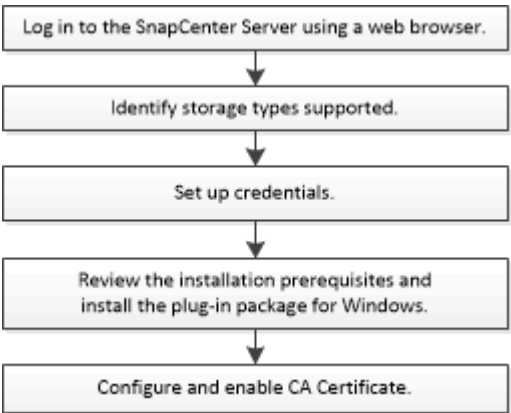 Log in to the SnapCenter Server using a web browser.
Identify storage types supported.
Set up credentials.
Review the installation prerequisites and
install the plug-in package for Windows.
Configure and enable CA Certificate.